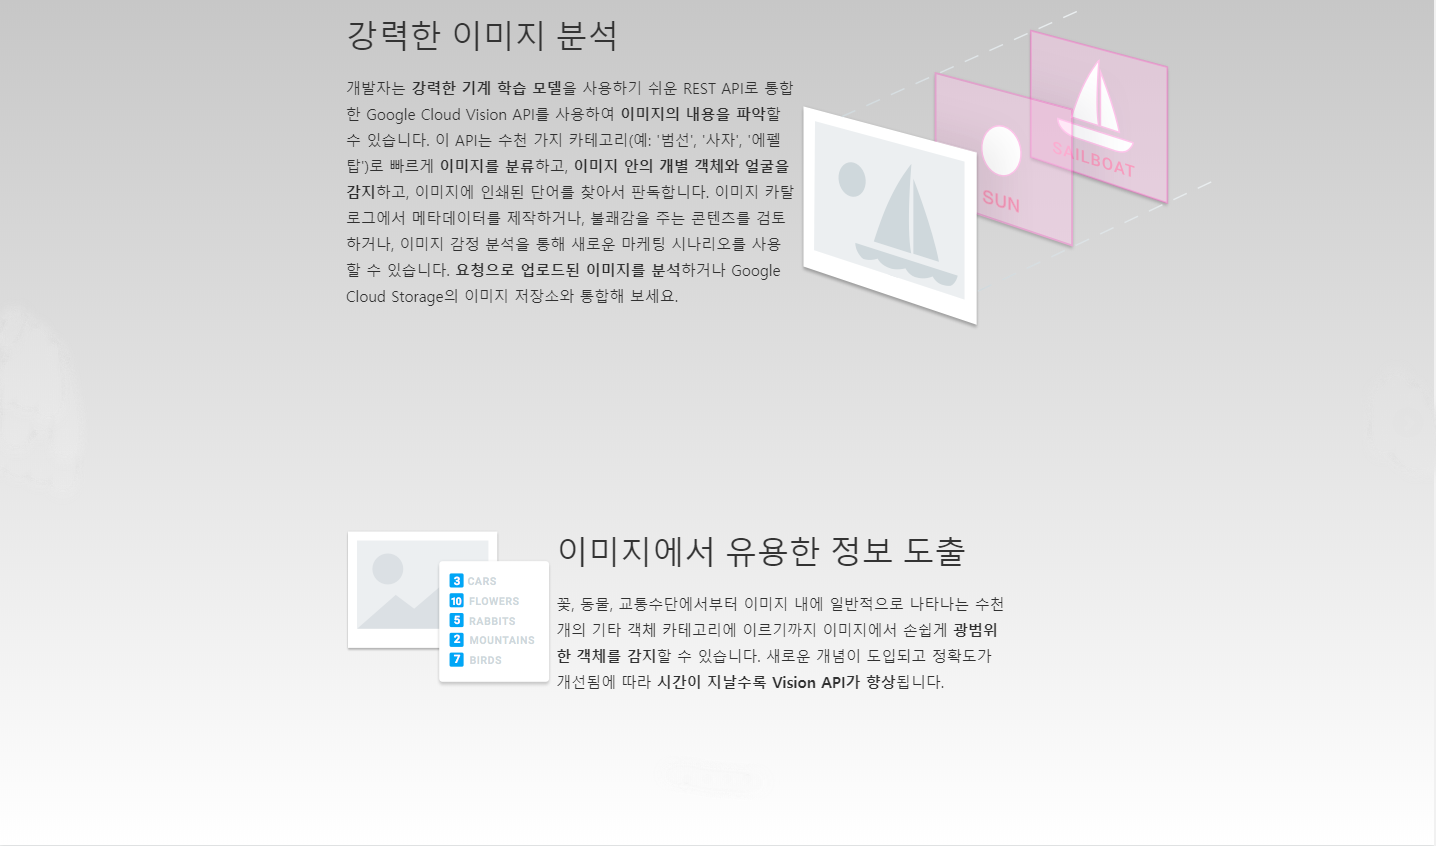 강력한 이미지 분석
개발자는 강력한 기계 학습 모델을 사용하기 쉬운 REST API로 통합
한 Google Cloud Vision API를 사용하여 이미지의 내용을 파악할
수 있습니다. 이 API는 수천 가지 카테고리(예: '범선', '사자', '에펠
탑')로 빠르게 이미지를 분류하고, 이미지 안의 개별 객체와 얼굴을
감지하고, 이미지에 인쇄된 단어를 찾아서 판독합니다. 이미지 카탈
로그에서 메타데이터를 제작하거나, 불쾌감을 주는 콘텐츠를 검토
하거나, 이미지 감정 분석을 통해 새로운 마케팅 시나리오를 사용
할 수 있습니다. 요청으로 업로드된 이미지를 분석하거나 Google
Cloud Storage의 이미지 저장소와 통합해 보세요.
SAILBOAT
SUN
3 CARS
10 FLOWERS
5 RABBITS
2 MOUNTAINS
7 BIRDS
이미지에서 유용한 정보 도출
꽃, 동물, 교통수단에서부터 이미지 내에 일반적으로 나타나는 수천
개의 기타 객체 카테고리에 이르기까지 이미지에서 손쉽게 광범위
한 객체를 감지할 수 있습니다. 새로운 개념이 도입되고 정확도가
개선됨에 따라 시간이 지날수록 Vision API가 향상됩니다.